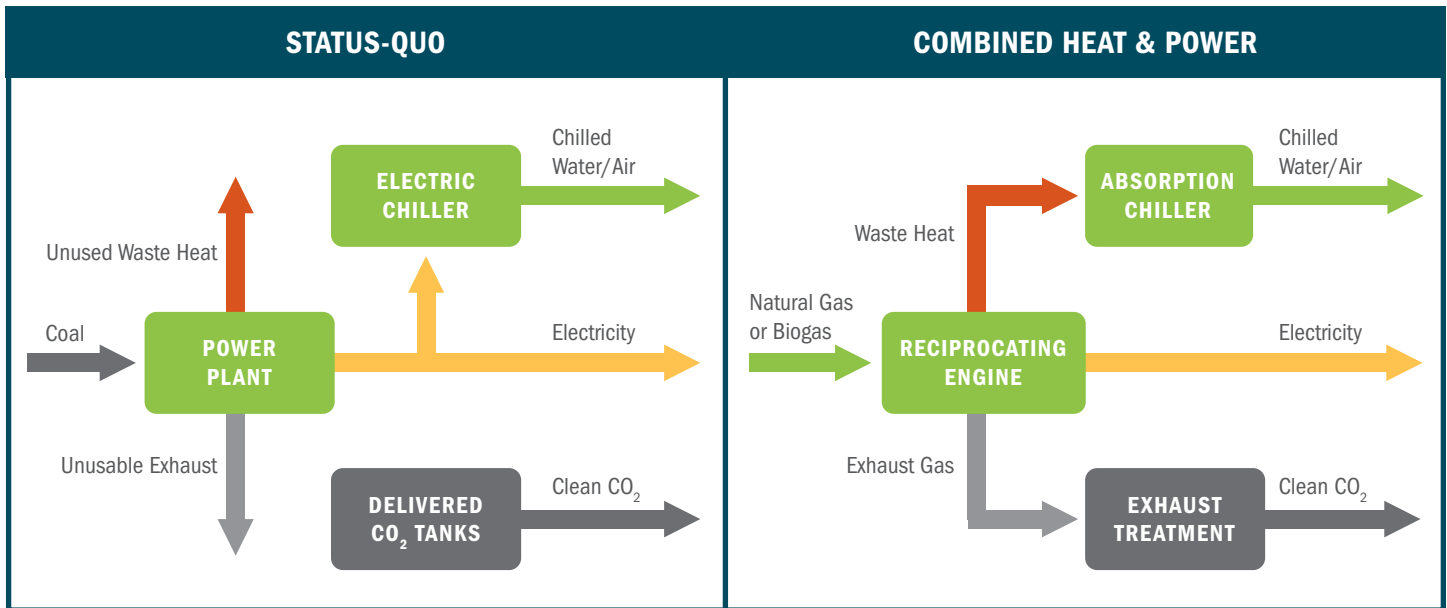 STATUS-QUO
Chilled
Water/Air
ELECTRIC
CHILLER
Unused Waste Heat
Coal
POWER
PLANT
Electricity
Unusable Exhaust
DELIVERED
CO₂ TANKS
Clean CO₂
COMBINED HEAT & POWER
Chilled
Water/Air
ABSORPTION
CHILLER
Waste Heat
Natural Gas
or Biogas
RECIPROCATING
ENGINE
Electricity
Exhaust Gas
EXHAUST
TREATMENT
Clean CO₂